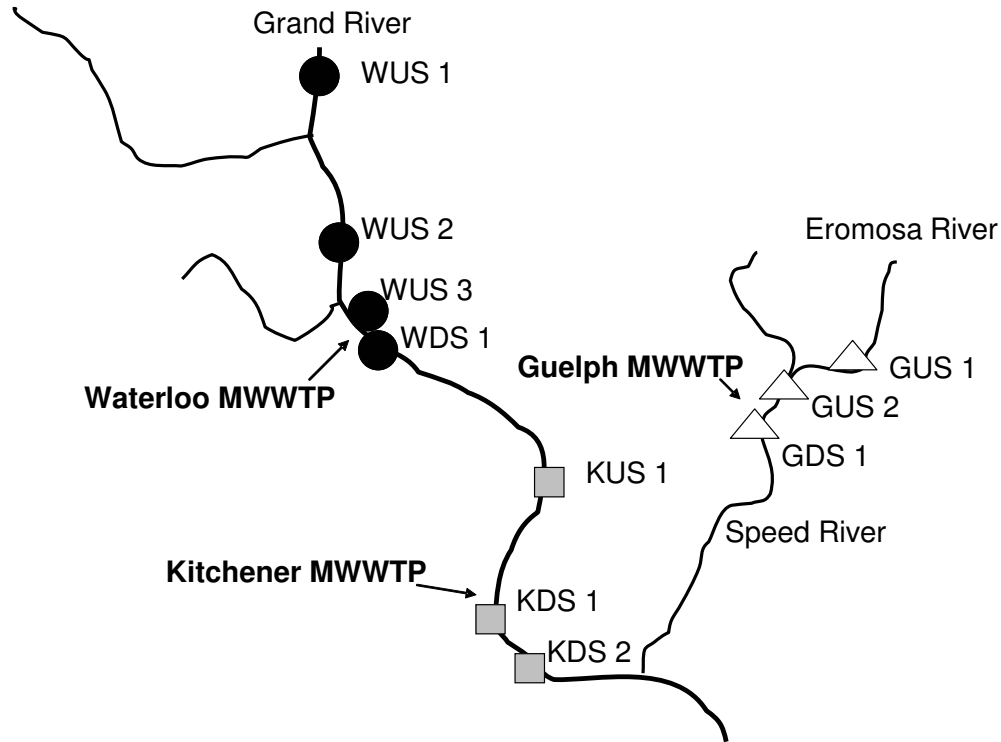 Grand River
WUS 1
WUS 2
Eromosa River
WUS 3
WDS 1
Guelph MWWTP
GUS 1
Waterloo MWWTP
GUS 2
GDS 1
KUS 1
Speed River
Kitchener MWWTP
KDS 1
KDS 2